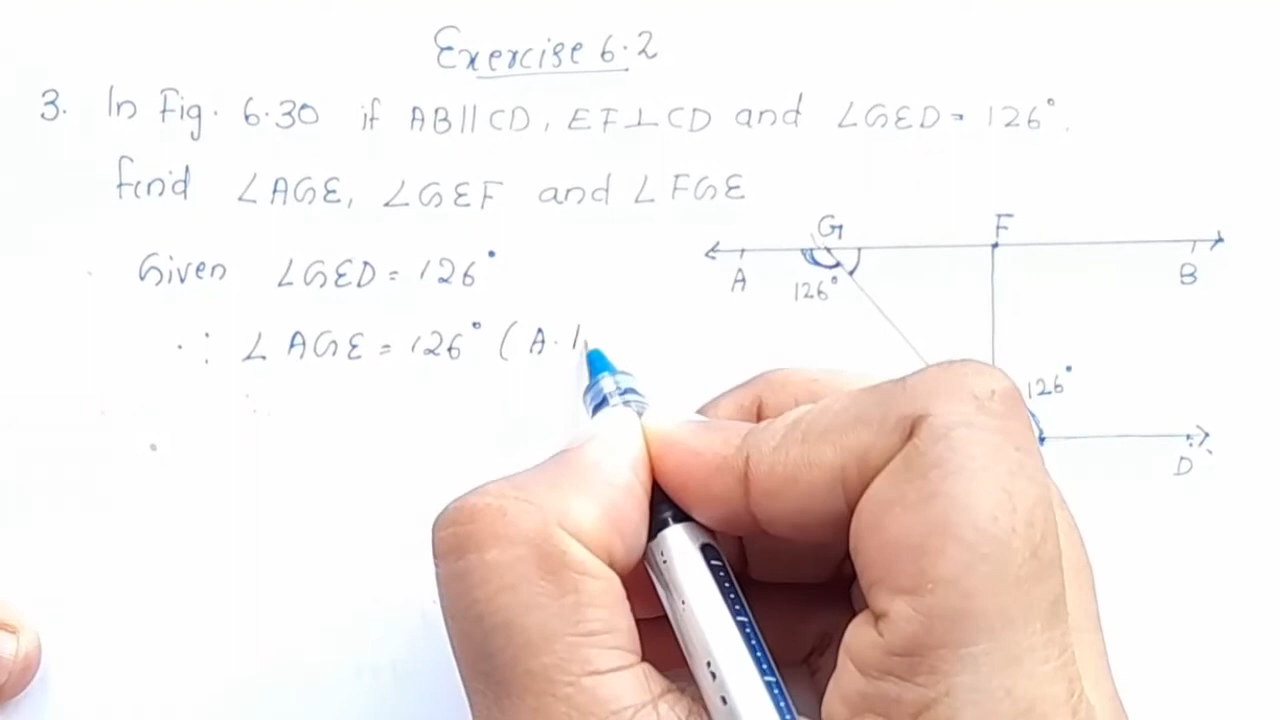 Exercise 6.2
3. In Fig. 6.30 if AB||CD, EF⊥CD and ∠GED = 126°.
find ∠AGE, ∠GEF and ∠FGE
Given ∠GED = 126°
∴ ∠AGE = 126° (A.
G F
A B
126°
126°
D